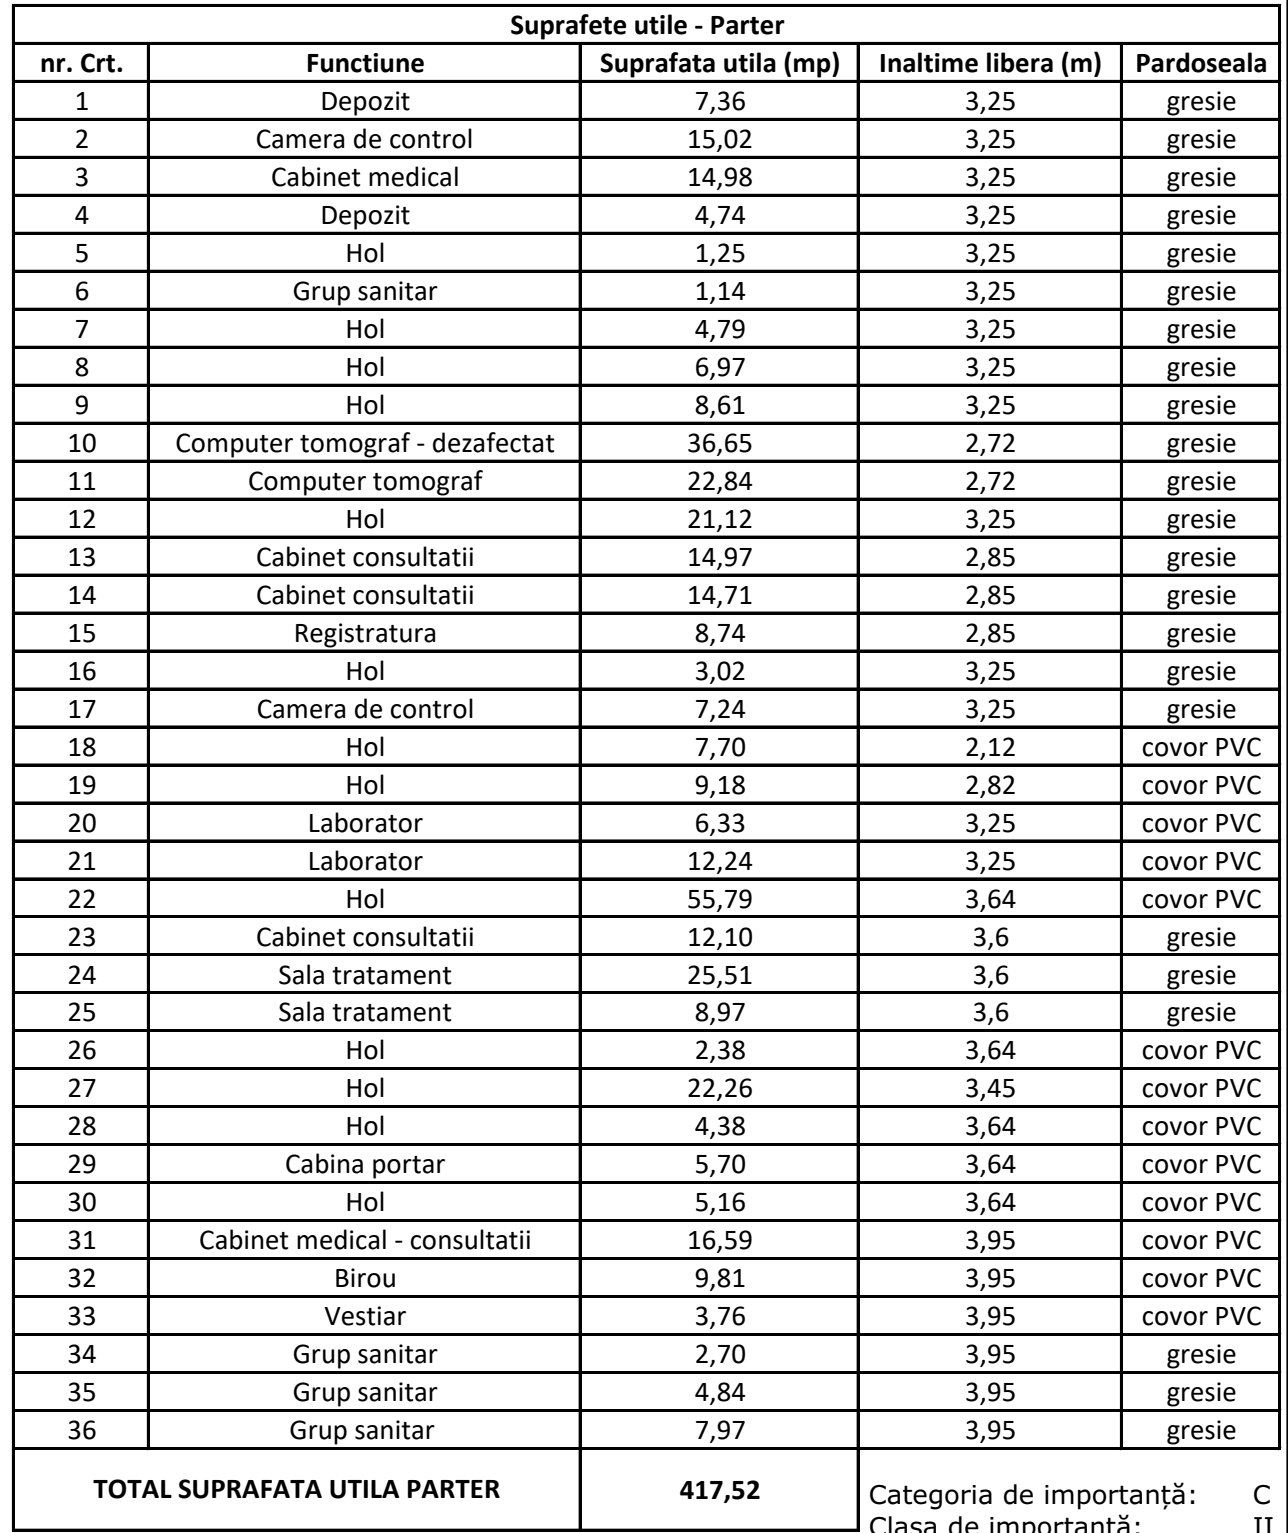 Suprafete utile - Parter
nr. Crt. Functiune Suprafata utila (mp) Inaltime libera (m) Pardoseala
1 Depozit 7,36 3,25 gresie
2 Camera de control 15,02 3,25 gresie
3 Cabinet medical 14,98 3,25 gresie
4 Depozit 4,74 3,25 gresie
5 Hol 1,25 3,25 gresie
6 Grup sanitar 1,14 3,25 gresie
7 Hol 4,79 3,25 gresie
8 Hol 6,97 3,25 gresie
9 Hol 8,61 3,25 gresie
10 Computer tomograf - dezafectat 36,65 2,72 gresie
11 Computer tomograf 22,84 2,72 gresie
12 Hol 21,12 3,25 gresie
13 Cabinet consultatii 14,97 2,85 gresie
14 Cabinet consultatii 14,71 2,85 gresie
15 Registratura 8,74 2,85 gresie
16 Hol 3,02 3,25 gresie
17 Camera de control 7,24 3,25 gresie
18 Hol 7,70 2,12 covor PVC
19 Hol 9,18 2,82 covor PVC
20 Laborator 6,33 3,25 covor PVC
21 Laborator 12,24 3,25 covor PVC
22 Hol 55,79 3,64 covor PVC
23 Cabinet consultatii 12,10 3,6 gresie
24 Sala tratament 25,51 3,6 gresie
25 Sala tratament 8,97 3,6 gresie
26 Hol 2,38 3,64 covor PVC
27 Hol 22,26 3,45 covor PVC
28 Hol 4,38 3,64 covor PVC
29 Cabina portar 5,70 3,64 covor PVC
30 Hol 5,16 3,64 covor PVC
31 Cabinet medical - consultatii 16,59 3,95 covor PVC
32 Birou 9,81 3,95 covor PVC
33 Vestiar 3,76 3,95 covor PVC
34 Grup sanitar 2,70 3,95 gresie
35 Grup sanitar 4,84 3,95 gresie
36 Grup sanitar 7,97 3,95 gresie
TOTAL SUPRAFATA UTILA PARTER 417,52
Categoria de importanță: C
Clasa de importanță: II